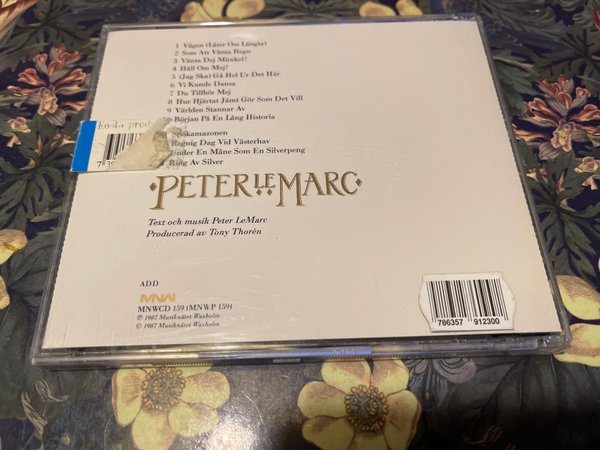 1 Vägen (Låter Oss Längta)
2 Som Att Vänta Regn
3 Vänta Dej Mirakel!
4 Håll Om Mej!
5 (Jag Ska) Gå Hel Ur Det Här
6 Vi Kunde Dansa
7 Du Tillhör Mej
8 Hur Hjärtat Jämt Gör Som Det Vill
9 Världen Stannar Av
Början På En Lång Historia
Spökamazonen
Regnig Dag Vid Västerhav
Under En Måne Som En Silverpeng
Ring Av Silver
PETER LE MARC
Text och musik Peter LeMarc
Producerad av Tony Thorén
ADD
MNW
MNWCD 159 (MNWP 159)
℗ 1987 Musiknätet Waxholm
© 1987 Musiknätet Waxholm
786357 912300